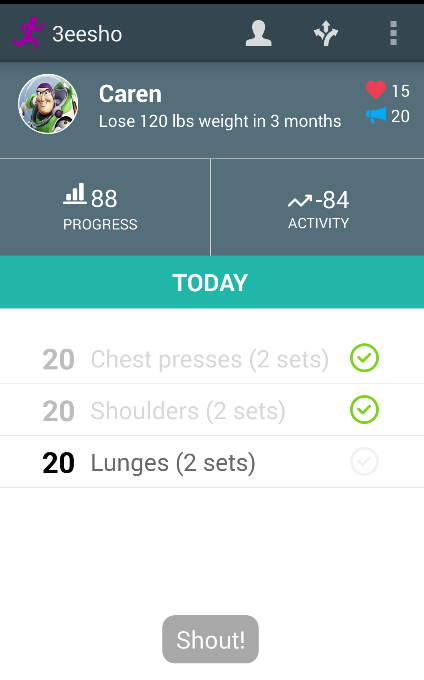 3eesho
Caren
15
Lose 120 lbs weight in 3 months
20
88
-84
PROGRESS
ACTIVITY
TODAY
20 Chest presses (2 sets)
20 Shoulders (2 sets)
20 Lunges (2 sets)
Shout!